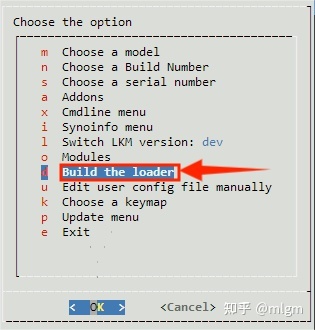 Choose the option
m Choose a model
n Choose a Build Number
s Choose a serial number
a Addons
x Cmdline menu
i Synoinfo menu
l Switch LKM version: dev
o Modules
d Build the loader
u Edit user config file manually
k Choose a keymap
p Update menu
e Exit
< OK > <Cancel>
知乎 @mlgm